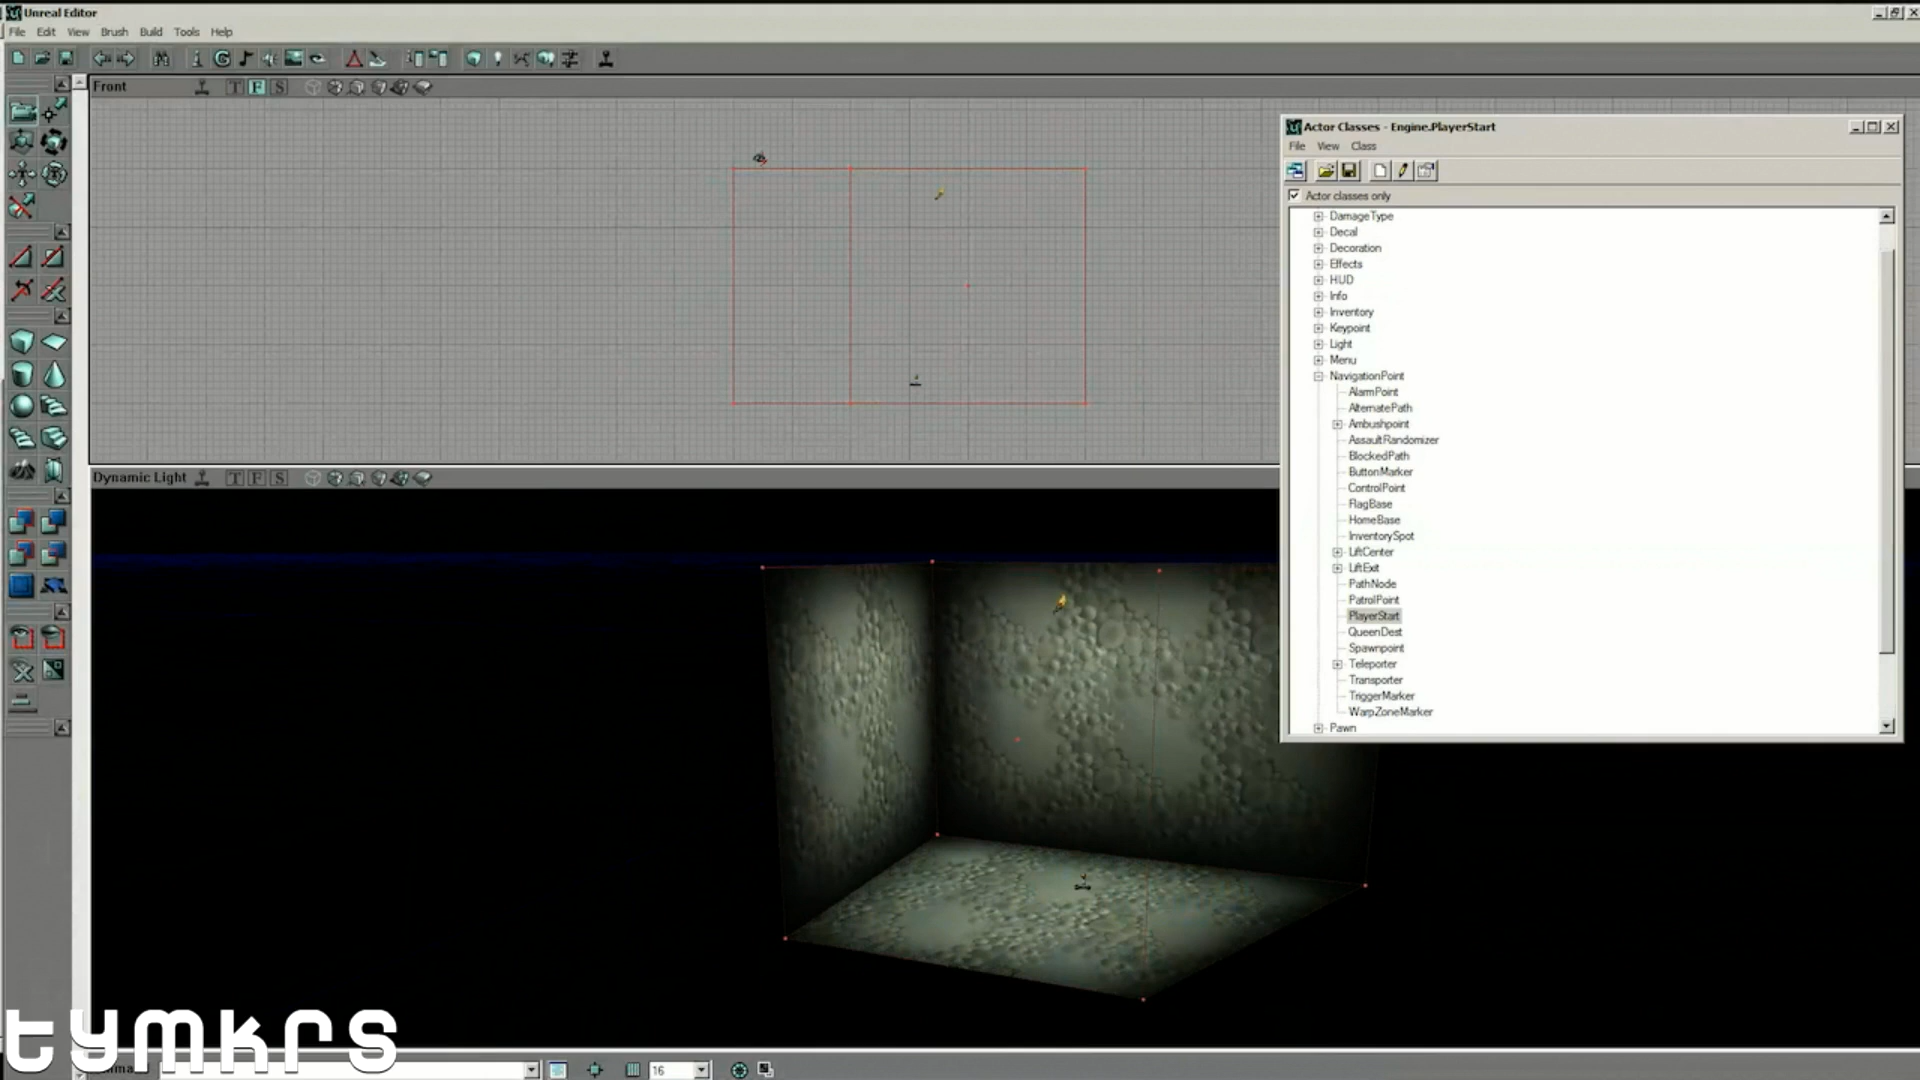 Unreal Editor
File Edit View Brush Build Tools Help
Front
T F S
Dynamic Light
T F S
Actor Classes - Engine.PlayerStart
File View Class
Actor classes only
DamageType
Decal
Decoration
Effects
HUD
Info
Inventory
Keypoint
Light
Menu
NavigationPoint
AlarmPoint
AlternatePath
Ambushpoint
AssaultRandomizer
BlockedPath
ButtonMarker
ControlPoint
FlagBase
HomeBase
InventorySpot
LiftCenter
LiftExit
PathNode
PatrolPoint
PlayerStart
QueenDest
Spawnpoint
Teleporter
Transporter
TriggerMarker
WarpZoneMarker
Pawn
tymkrs
16